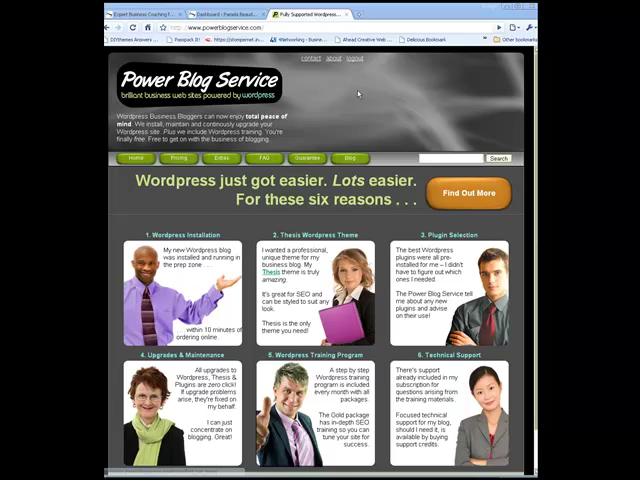 Expert Business Coaching f
Dashboard - Pamela Beaud
Fully Supported Wordpress
www.powerblogservice.com
DIYthemes Answers
Passpack It!
https://stompernet.in
4Networking - Busine
Ahead Creative Web
Delicious Bookmark
Other bookmarks
contact about logout
Power Blog Service
brilliant business web sites powered by wordpress
Wordpress Business Bloggers can now enjoy total peace
of mind. We install, maintain and continously upgrade your
Wordpress site. Plus we include Wordpress training. You're
finally free. Free to get on with the business of blogging.
Home Pricing Extras FAQ Guarantee Blog
Search
Wordpress just got easier. Lots easier.
For these six reasons . . .
Find Out More
1. Wordpress Installation
My new Wordpress blog
was installed and running in
the prep zone . . .
. . . within 10 minutes of
ordering online.
2. Thesis Wordpress Theme
I wanted a professional,
unique theme for my
business blog. My
Thesis theme is truly
amazing.
It's great for SEO and
can be styled to suit any
look.
Thesis is the only
theme you need!
3. Plugin Selection
The best Wordpress
plugins were all pre-
installed for me – I didn't
have to figure out which
ones I needed.
The Power Blog Service tell
me about any new
plugins and advise
on their use!
4. Upgrades & Maintenance
All upgrades to
Wordpress, Thesis &
Plugins are zero click!
If upgrade problems
arise, they're fixed on
my behalf.
I can just
concentrate on
blogging. Great!
5. Wordpress Training Program
A step by step
Wordpress training
program is included
every month with all
packages.
The Gold package
has in-depth SEO
training so you can
tune your site for
success.
6. Technical Support
There's support
already included in my
subscription for
questions arising from
the training materials.
Focused technical
support for my blog,
should I need it, is
available by buying
support credits.